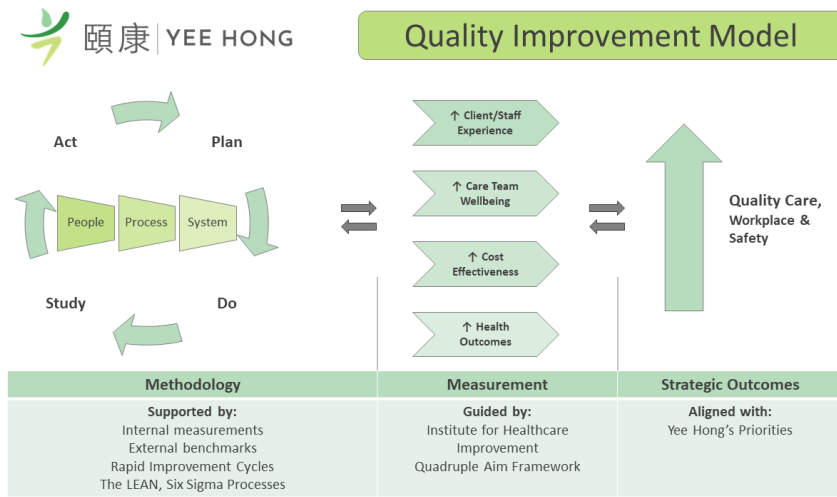 頤康 | YEE HONG
Quality Improvement Model
Act
Plan
People
Process
System
Study
Do
↑ Client/Staff
Experience
↑ Care Team
Wellbeing
↑ Cost
Effectiveness
↑ Health
Outcomes
Quality Care,
Workplace &
Safety
Methodology
Supported by:
Internal measurements
External benchmarks
Rapid Improvement Cycles
The LEAN, Six Sigma Processes
Measurement
Guided by:
Institute for Healthcare
Improvement
Quadruple Aim Framework
Strategic Outcomes
Aligned with:
Yee Hong's Priorities